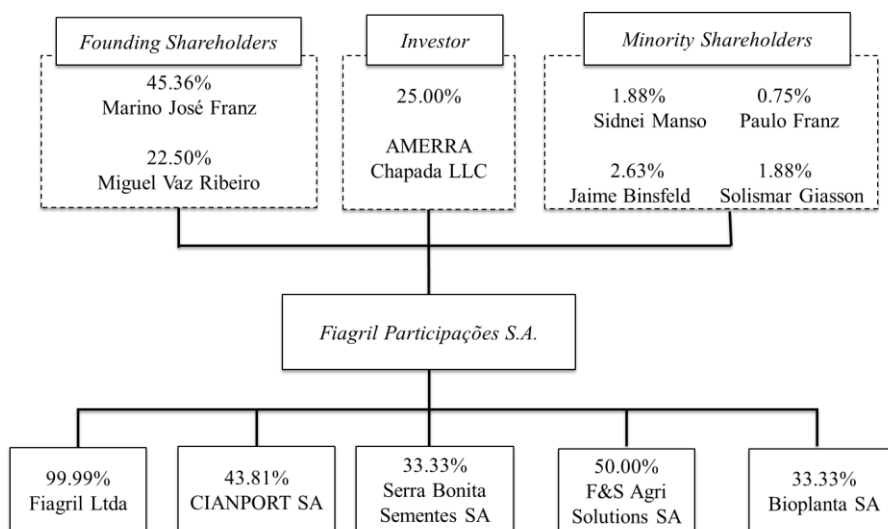 Founding Shareholders
45.36%
Marino José Franz
22.50%
Miguel Vaz Ribeiro
Investor
25.00%
AMERRA
Chapada LLC
Minority Shareholders
1.88%
Sidnei Manso
0.75%
Paulo Franz
2.63%
Jaime Binsfeld
1.88%
Solismar Giasson
Fiagril Participações S.A.
99.99%
Fiagril Ltda
43.81%
CIANPORT SA
33.33%
Serra Bonita
Sementes SA
50.00%
F&S Agri
Solutions SA
33.33%
Bioplanta SA